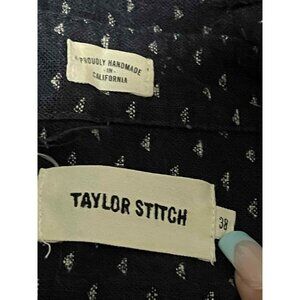 PROUDLY HANDMADE
-IN-
CALIFORNIA
TAYLOR STITCH
38